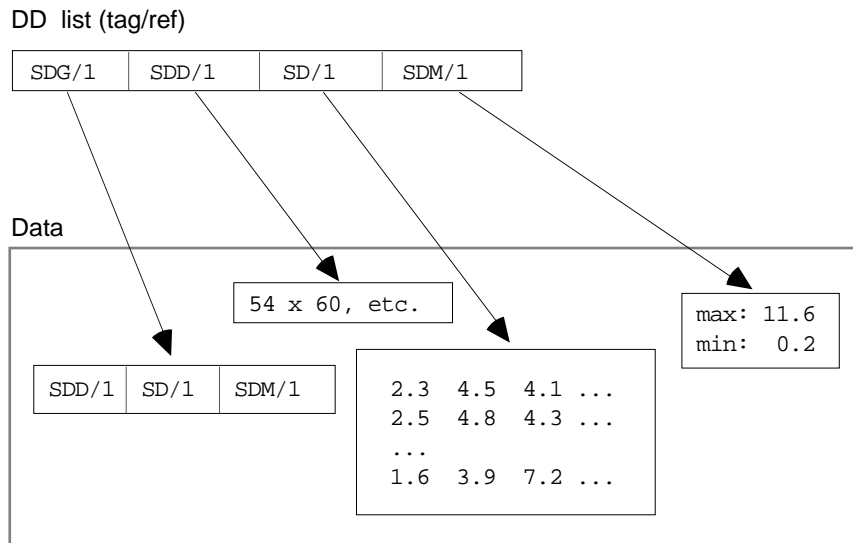 DD list (tag/ref)
SDG/1 SDD/1 SD/1 SDM/1
Data
54 x 60, etc.
max: 11.6
min: 0.2
SDD/1 SD/1 SDM/1
2.3 4.5 4.1 ...
2.5 4.8 4.3 ...
...
1.6 3.9 7.2 ...